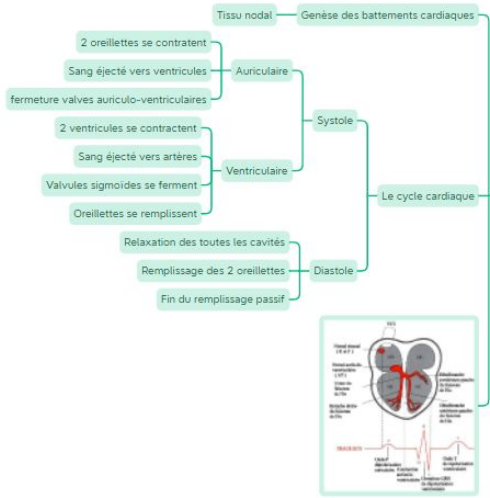 Tissu nodal
Genèse des battements cardiaques
2 oreillettes se contratent
Sang éjecté vers ventricules
Auriculaire
fermeture valves auriculo-ventriculaires
2 ventricules se contractent
Systole
Sang éjecté vers artères
Ventriculaire
Valvules sigmoïdes se ferment
Le cycle cardiaque
Oreillettes se remplissent
Relaxation des toutes les cavités
Remplissage des 2 oreillettes
Diastole
Fin du remplissage passif